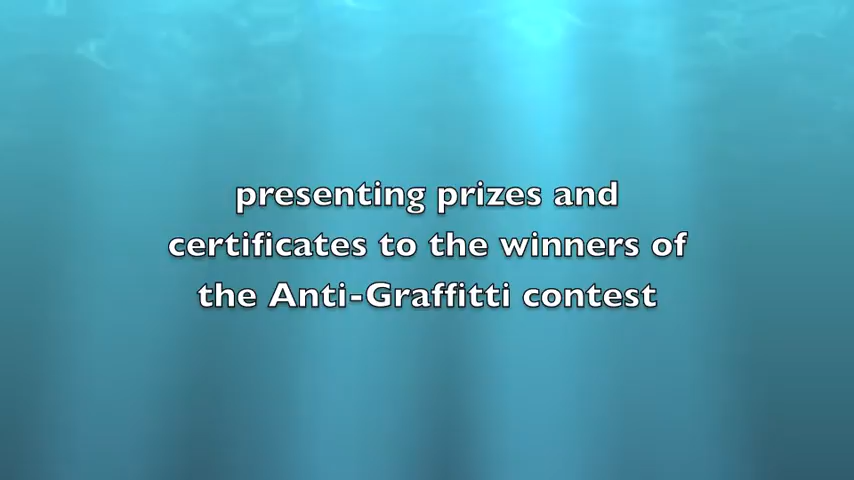 presenting prizes and
certificates to the winners of
the Anti-Graffitti contest